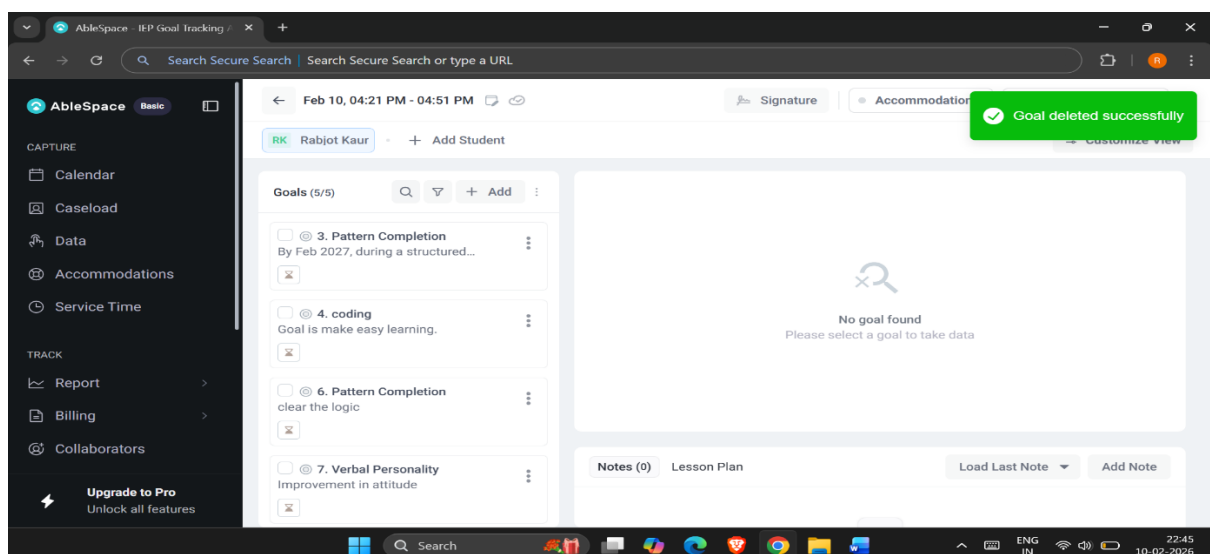 AbleSpace - IEP Goal Tracking /
Search Secure Search Search Secure Search or type a URL
R
AbleSpace Basic
Feb 10, 04:21 PM - 04:51 PM
Signature
Accommodation
Goal deleted successfully
RK Rabjot Kaur
+ Add Student
Customize View
CAPTURE
Calendar
Caseload
Data
Accommodations
Service Time
TRACK
Report
Billing
Collaborators
Upgrade to Pro
Unlock all features
Goals (5/5)
+ Add
3. Pattern Completion
By Feb 2027, during a structured...
4. coding
Goal is make easy learning.
6. Pattern Completion
clear the logic
7. Verbal Personality
Improvement in attitude
No goal found
Please select a goal to take data
Notes (0) Lesson Plan
Load Last Note
Add Note
Search
ENG
IN
22:45
10-02-2026